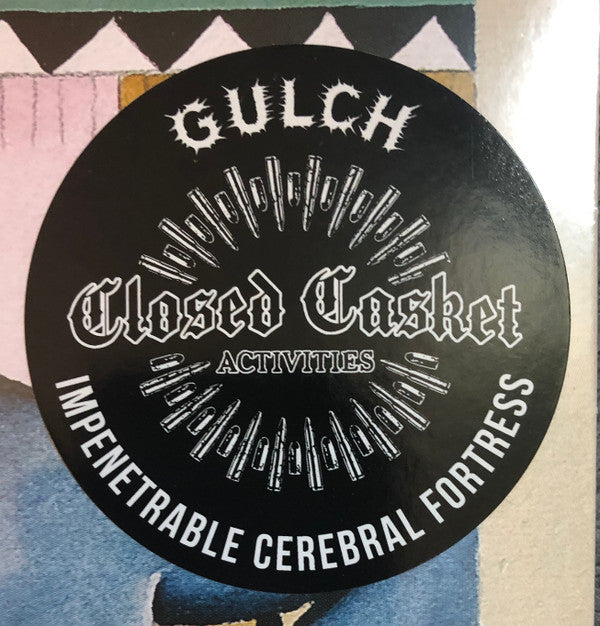 GULCH
Closed Casket
ACTIVITIES
IMPENETRABLE CEREBRAL FORTRESS